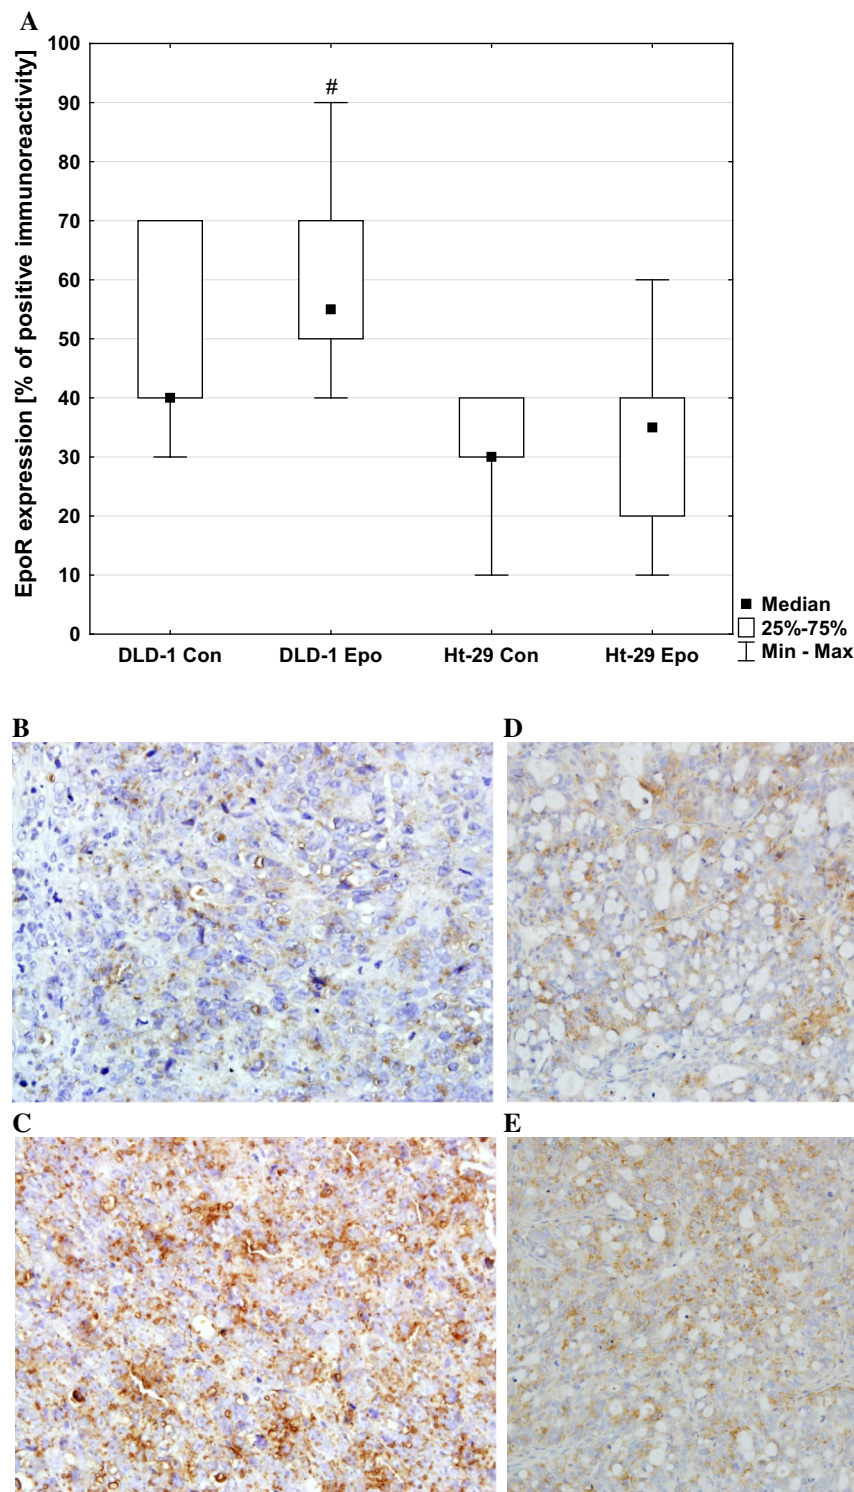 A
EpoR expression [% of positive immunoreactivity]
100
90
80
70
60
50
40
30
20
10
0
#
DLD-1 Con
DLD-1 Epo
Ht-29 Con
Ht-29 Epo
Median
25%-75%
Min - Max
B
D
C
E